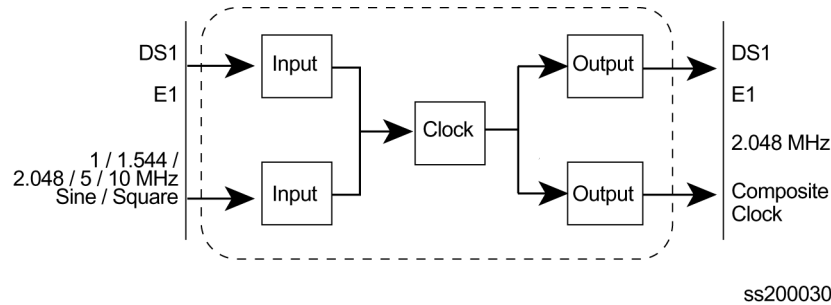 DS1
E1
1 / 1.544 /
2.048 / 5 / 10 MHz
Sine / Square
Input
Input
Clock
Output
Output
DS1
E1
2.048 MHz
Composite
Clock
ss200030